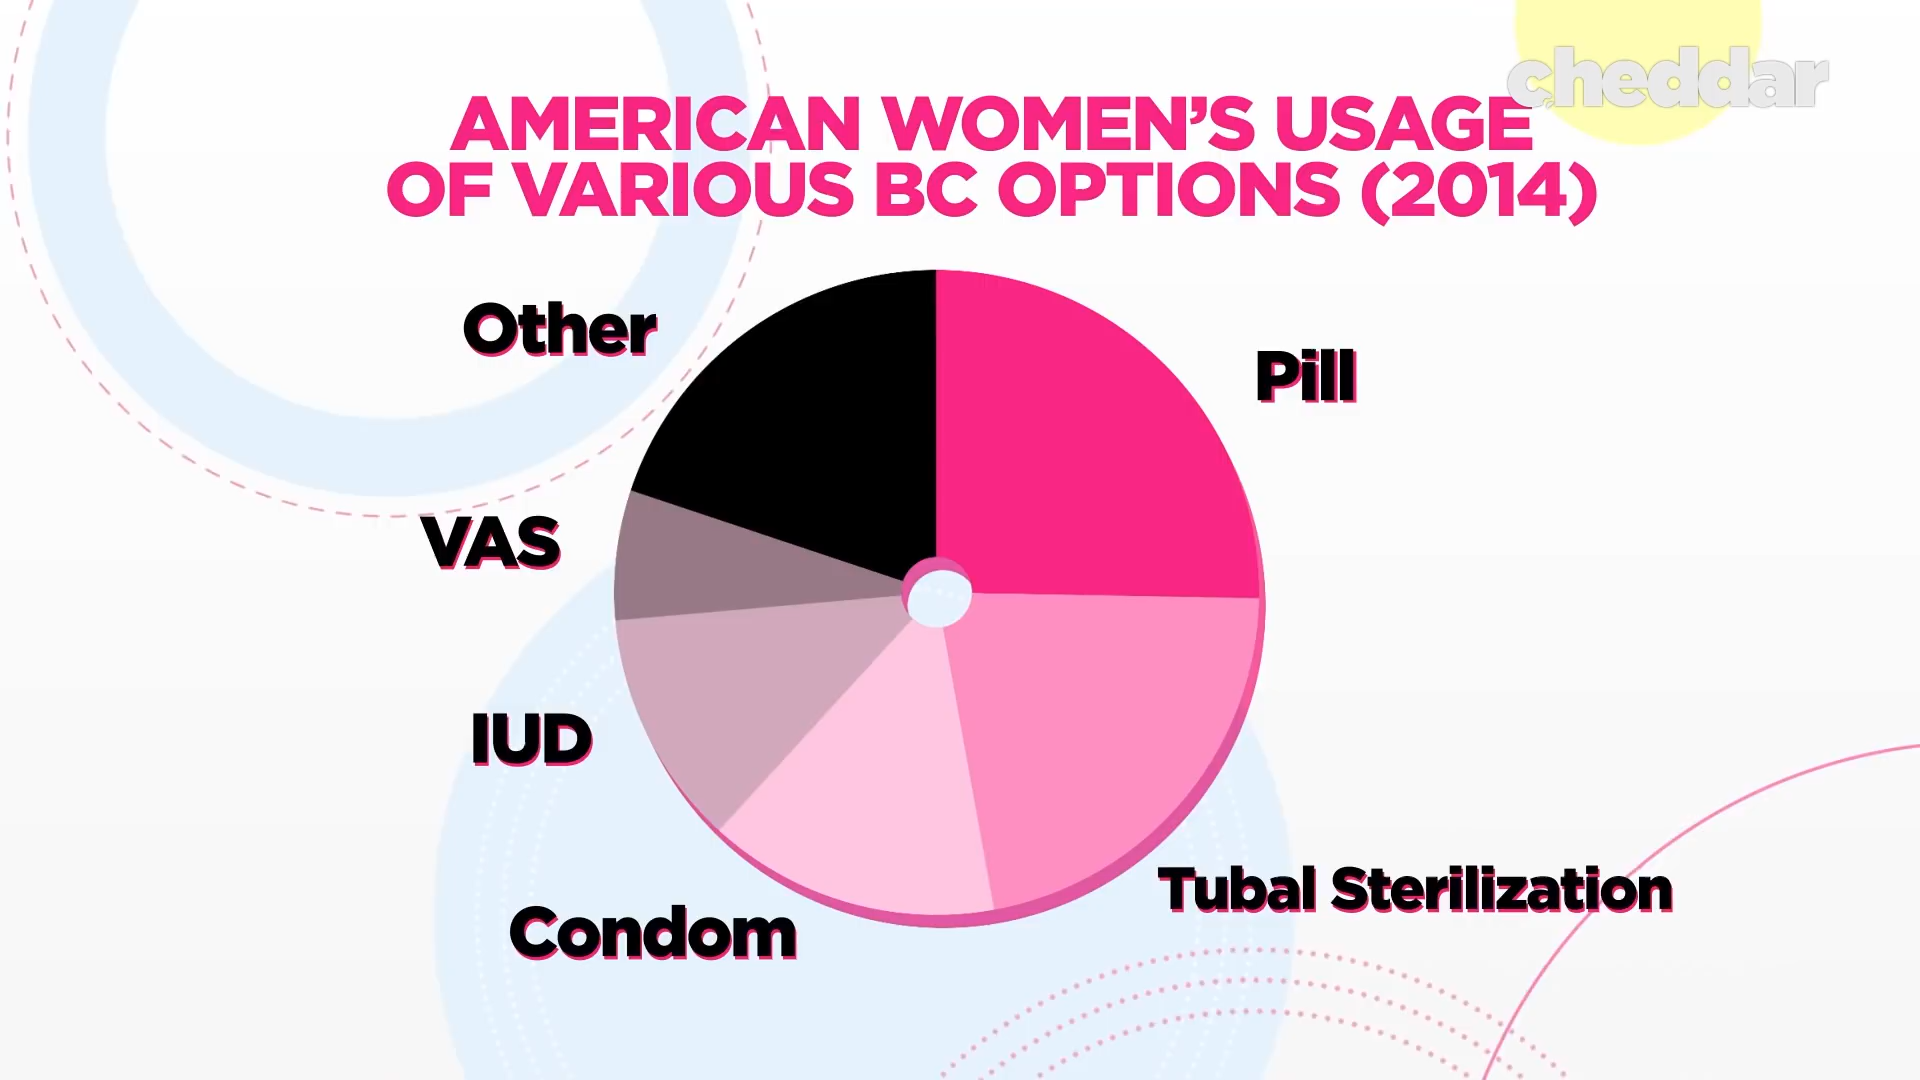 cheddar
AMERICAN WOMEN’S USAGE
OF VARIOUS BC OPTIONS (2014)
Other
Pill
VAS
IUD
Tubal Sterilization
Condom